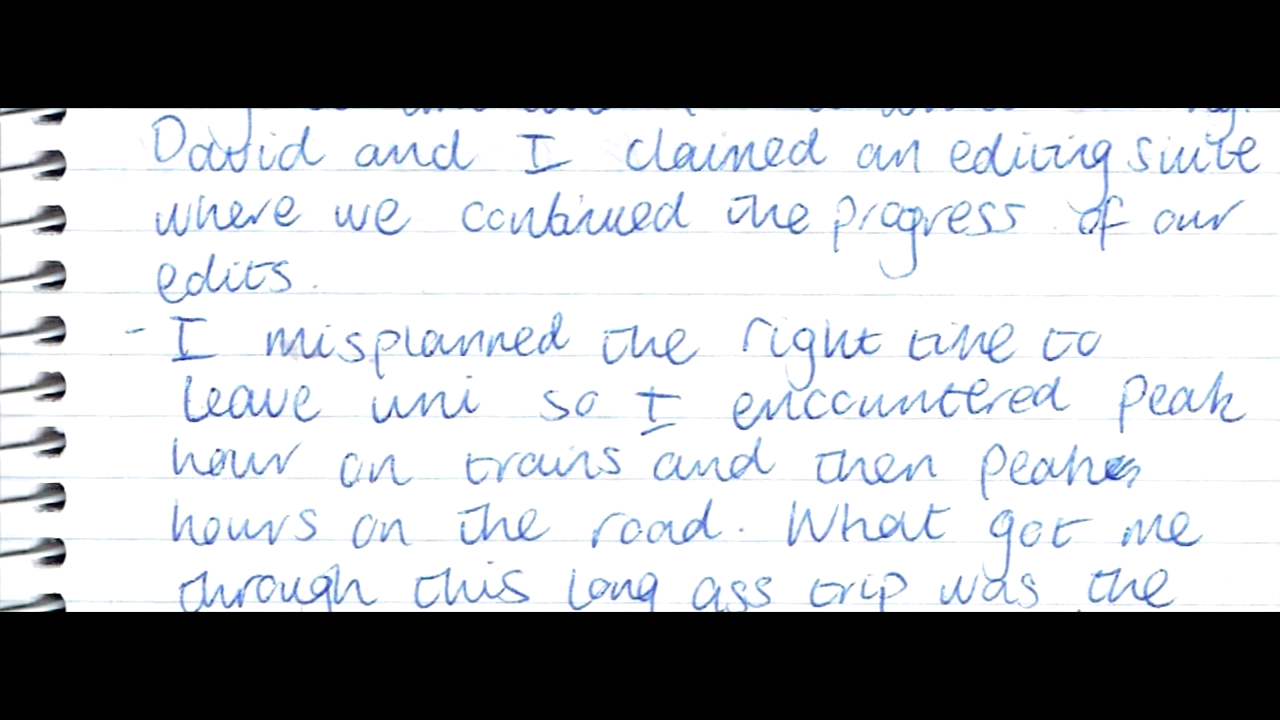 David and I claimed an editing suite
where we continued the progress of our
edits.
- I misplanned the right time to
leave uni so I encountered peak
hour on trains and then peak
hours on the road. What got me
through this long ass trip was the